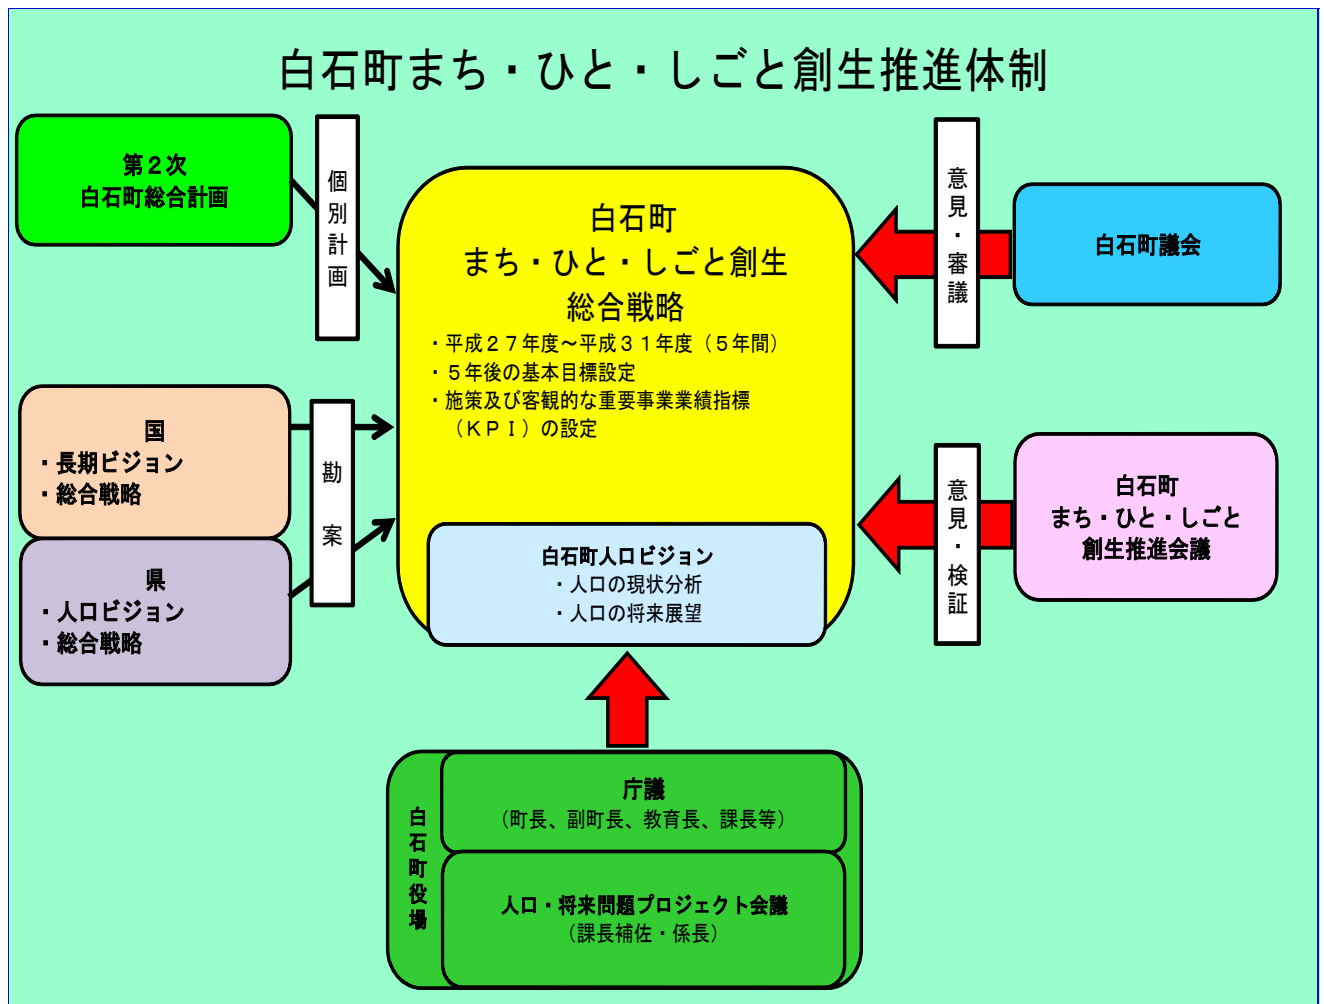 白石町まち・ひと・しごと創生推進体制
第２次
白石町総合計画
個別計画
国
・長期ビジョン
・総合戦略
県
・人口ビジョン
・総合戦略
勘案
白石町
まち・ひと・しごと創生
総合戦略
・平成２７年度～平成３１年度（５年間）
・５年後の基本目標設定
・施策及び客観的な重要事業業績指標
（ＫＰＩ）の設定
白石町人口ビジョン
・人口の現状分析
・人口の将来展望
意見・審議
白石町議会
意見・検証
白石町
まち・ひと・しごと
創生推進会議
白石町役場
庁議
（町長、副町長、教育長、課長等）
人口・将来問題プロジェクト会議
（課長補佐・係長）